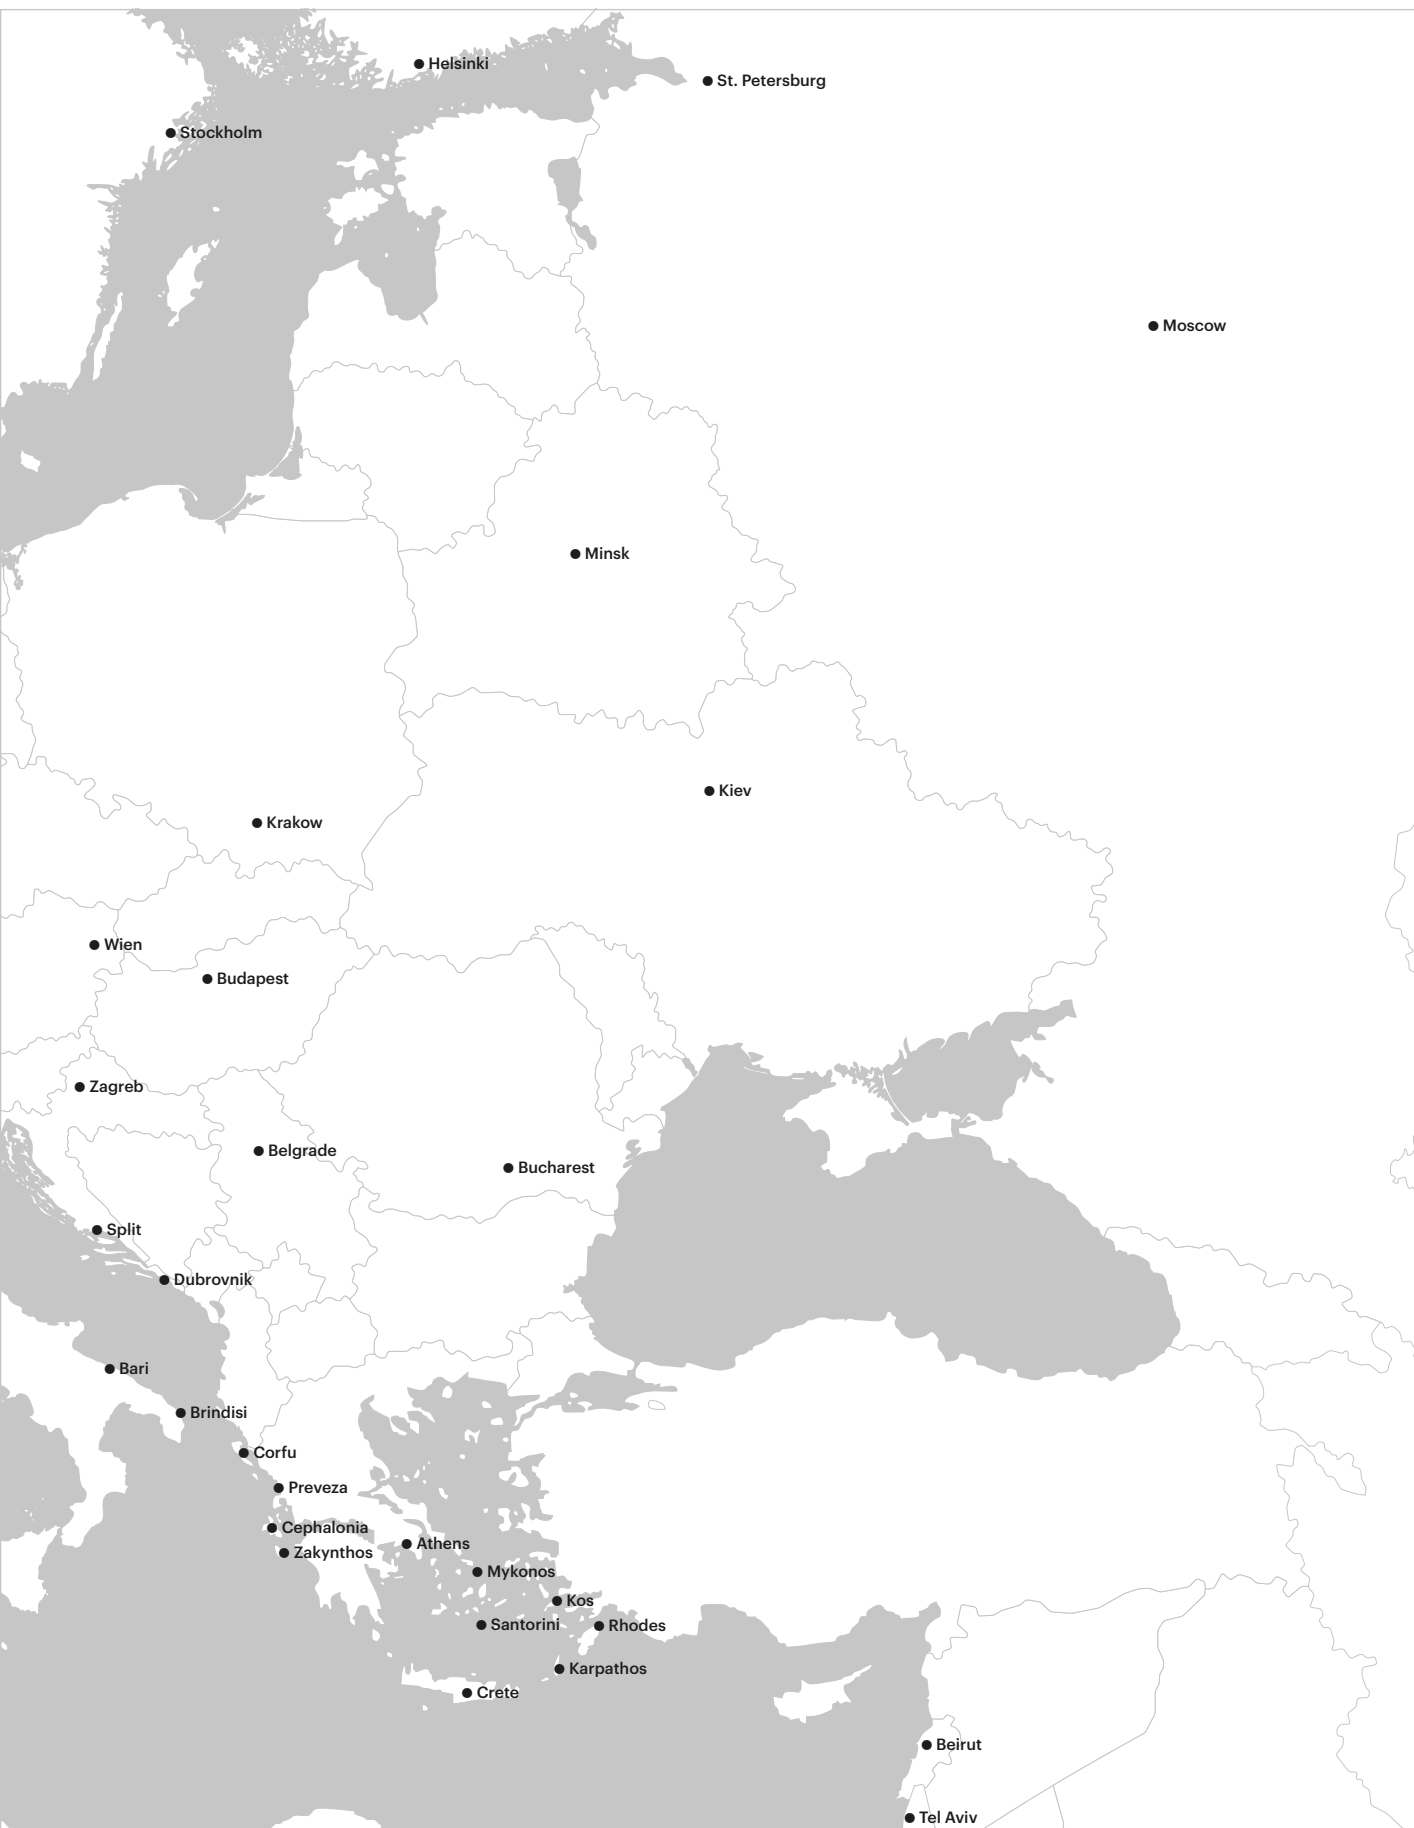 Helsinki
St. Petersburg
Stockholm
Moscow
Minsk
Kiev
Krakow
Wien
Budapest
Zagreb
Belgrade
Bucharest
Split
Dubrovnik
Bari
Brindisi
Corfu
Preveza
Cephalonia
Athens
Zakynthos
Mykonos
Kos
Santorini
Rhodes
Karpathos
Crete
Beirut
Tel Aviv